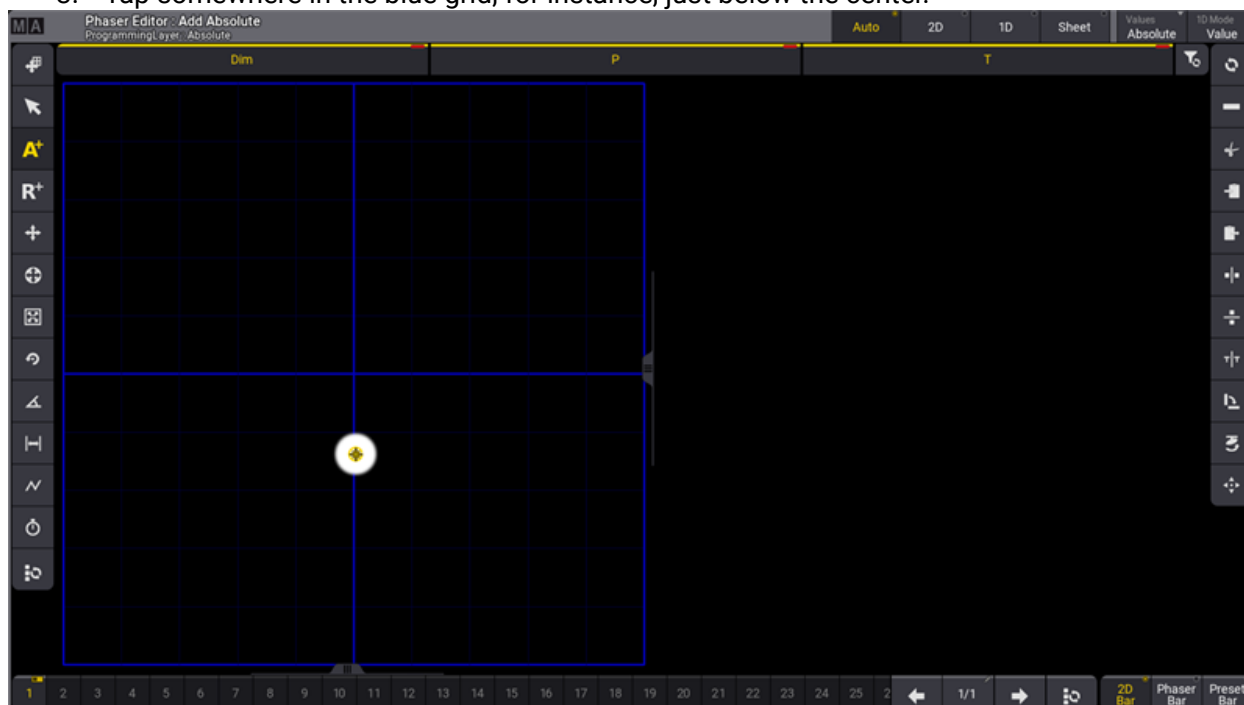 Tap somewhere in the blue grid, for instance, just below the center.
MA Phaser Editor : Add Absolute Auto 2D 1D Sheet Values 1D Mode
ProgrammingLayer: Absolute Absolute Value
Dim P T
A+
R+
T T
1 2 3 4 5 6 7 8 9 10 11 12 13 14 15 16 17 18 19 20 21 22 23 24 25 2 1/1 2D Phaser Preset
Bar Bar Bar